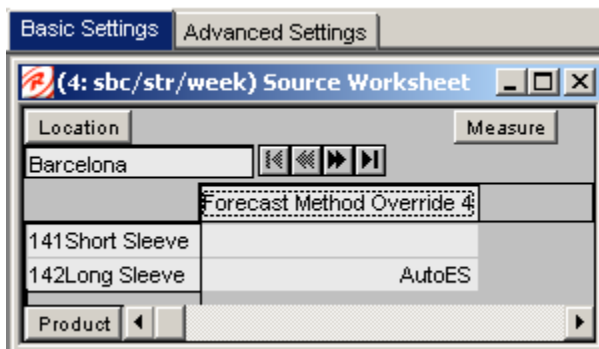 Basic Settings Advanced Settings
(4: sbc/str/week) Source Worksheet
Location Measure
Barcelona
Forecast Method Override 4
141Short Sleeve
142Long Sleeve AutoES
Product